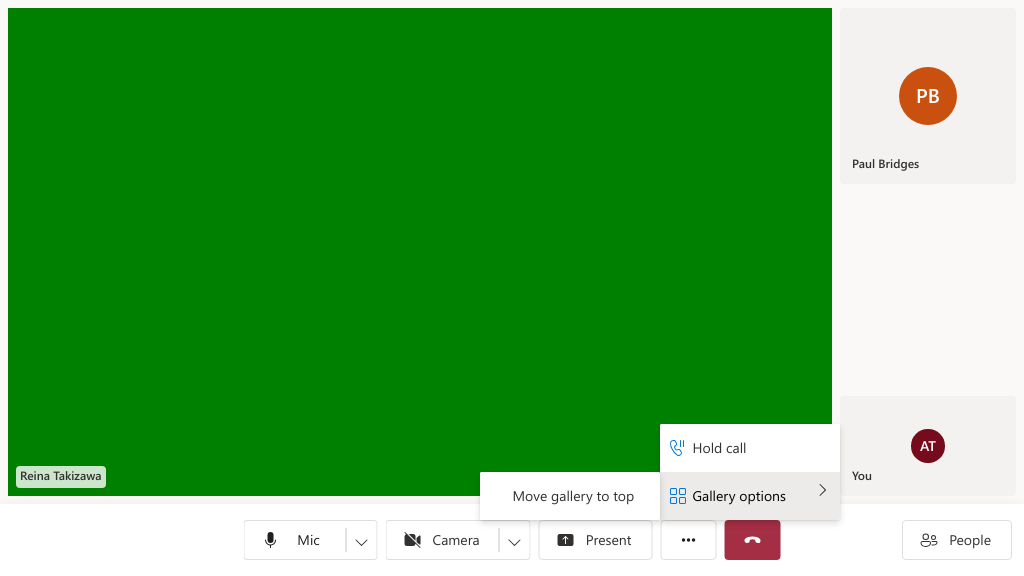 PB
Paul Bridges
Reina Takizawa
AT
You
Hold call
Move gallery to top
Gallery options
Mic
Camera
Present
People